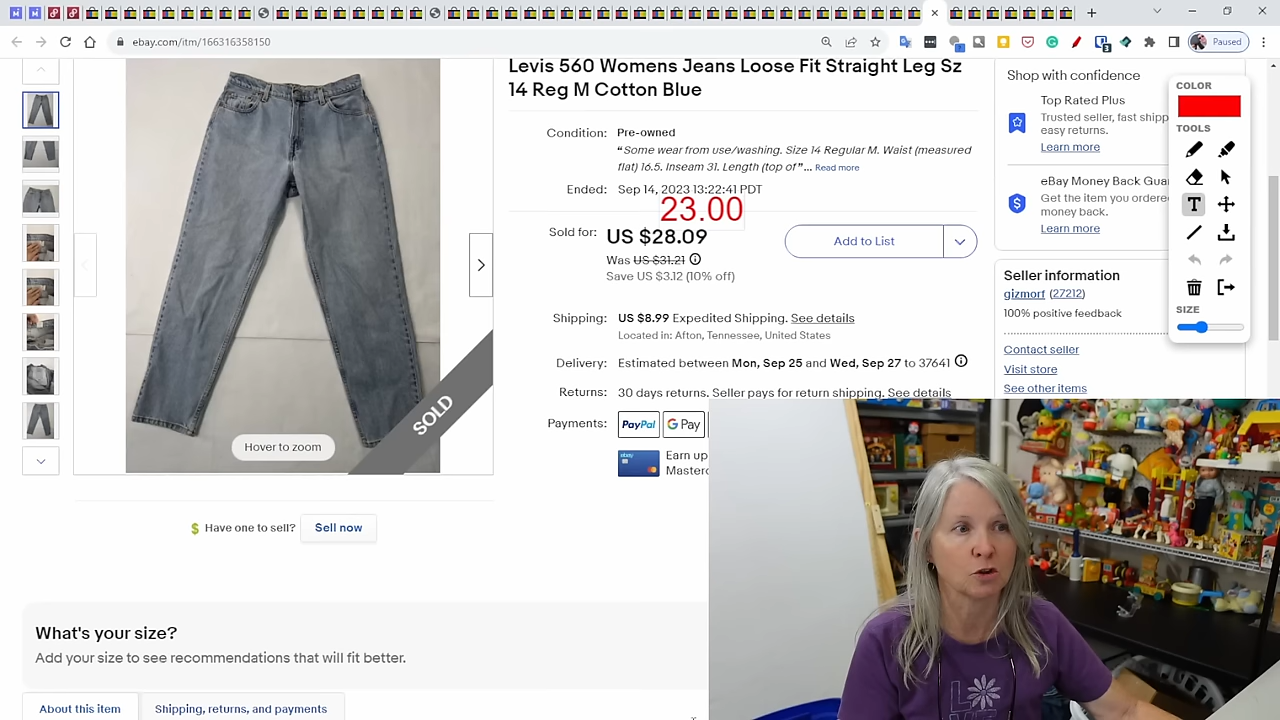 ebay.com/itm/166316358150
Paused
Levis 560 Womens Jeans Loose Fit Straight Leg Sz
14 Reg M Cotton Blue
Condition: Pre-owned
“Some wear from use/washing. Size 14 Regular M. Waist (measured
flat) 16.5. Inseam 31. Length (top of” ... Read more
Ended: Sep 14, 2023 13:22:41 PDT
23.00
Sold for: US $28.09
Add to List
Was US $31.21
Save US $3.12 (10% off)
Shipping: US $8.99 Expedited Shipping. See details
Located in: Afton, Tennessee, United States
Delivery: Estimated between Mon, Sep 25 and Wed, Sep 27 to 37641
Returns: 30 days returns. Seller pays for return shipping. See details
Payments: PayPal G Pay
ebay
Earn up
Masterc
SOLD
Hover to zoom
$ Have one to sell? Sell now
What's your size?
Add your size to see recommendations that will fit better.
About this item
Shipping, returns, and payments
Shop with confidence
Top Rated Plus
Trusted seller, fast shipp
easy returns.
Learn more
eBay Money Back Gua
Get the item you ordere
money back.
Learn more
Seller information
gizmorf (27212)
100% positive feedback
Contact seller
Visit store
See other items
COLOR
TOOLS
T
SIZE